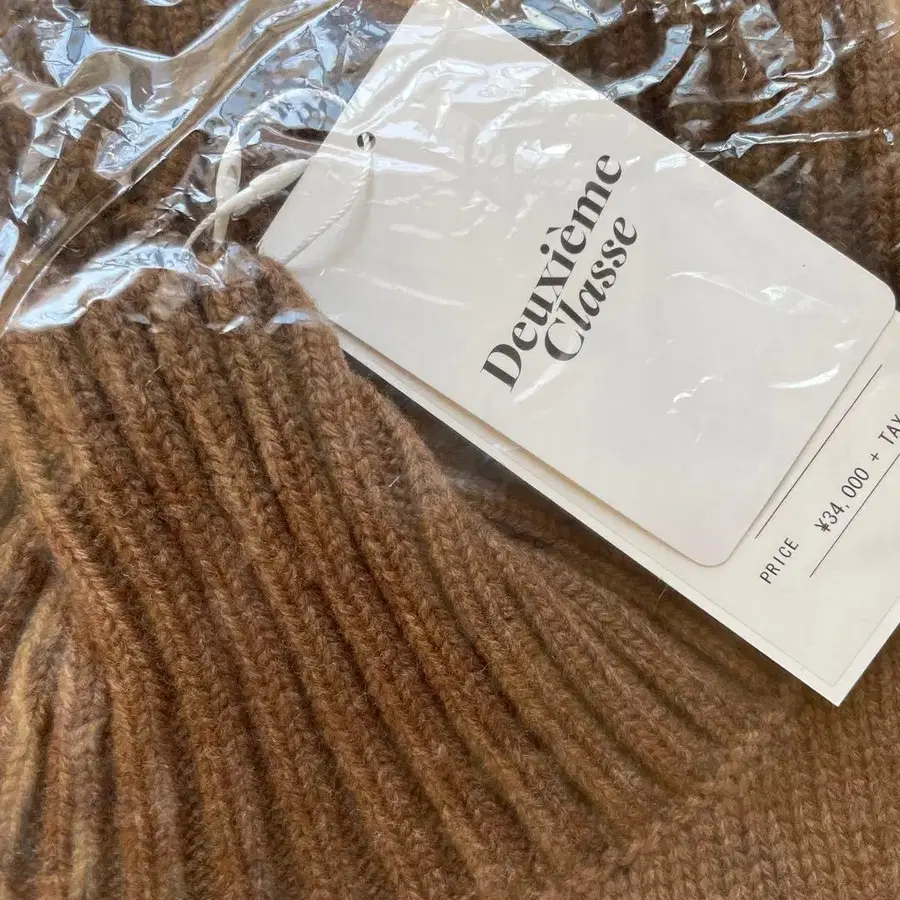 Deuxième
Classe
PRICE ¥34,000 + TAX